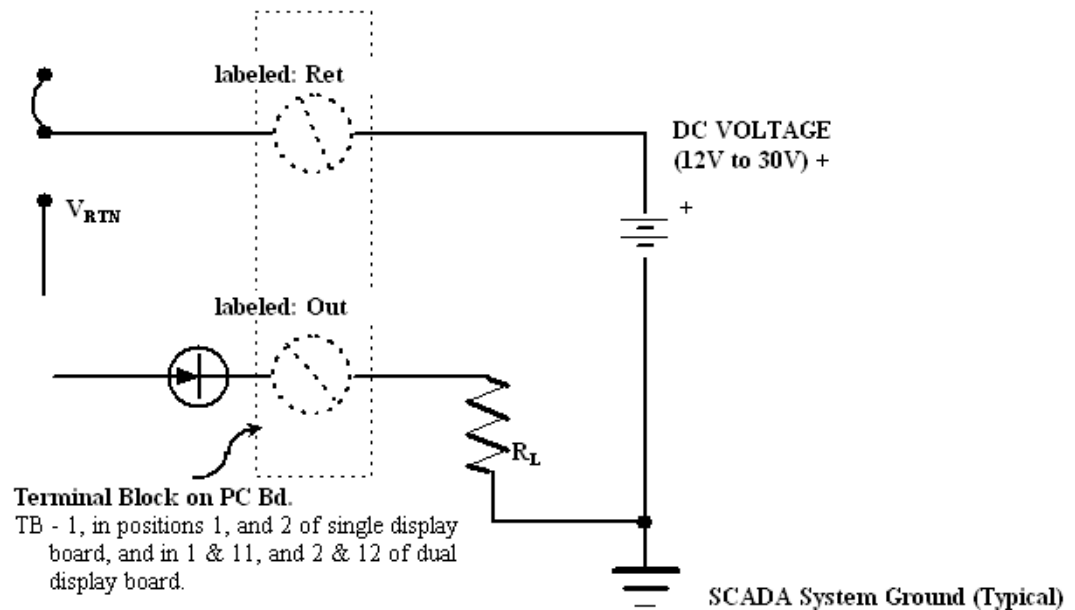 labeled: Ret
DC VOLTAGE
(12V to 30V) +
+
VRTN
labeled: Out
RL
Terminal Block on PC Bd.
TB - 1, in positions 1, and 2 of single display
board, and in 1 & 11, and 2 & 12 of dual
display board.
SCADA System Ground (Typical)